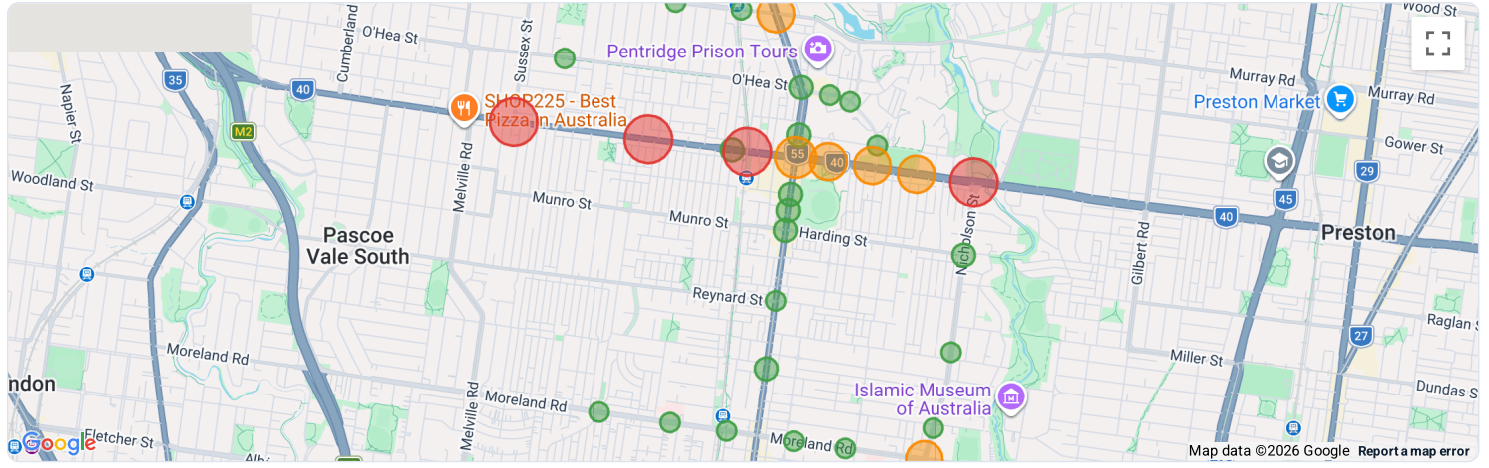 Wood St
Cumberland
O'Hea St
Sussex St
Pentridge Prison Tours
35
40
O'Hea St
Murray Rd
Murray Rd
Preston Market
Napier St
SHOP225 - Best
Pizza in Australia
M2
55
40
Gower St
29
Woodland St
Melville Rd
Munro St
Munro St
Harding St
Nicholson St
45
40
Preston
Pascoe
Vale South
Gilbert Rd
Reynard St
Raglan S
27
Moreland Rd
Miller St
ndon
Melville Rd
Moreland Rd
Islamic Museum
of Australia
Dundas S
Moreland Rd
Google
Fletcher St
Albi
Map data ©2026 Google
Report a map error